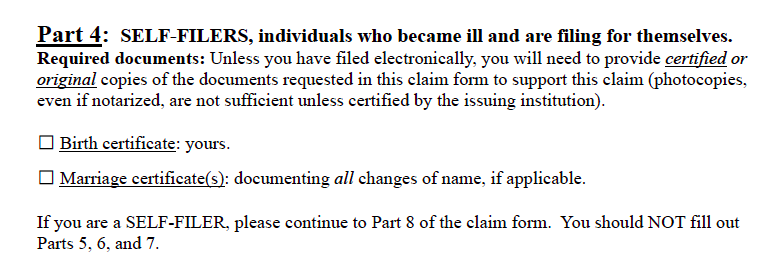 Part 4: SELF-FILERS, individuals who became ill and are filing for themselves.
Required documents: Unless you have filed electronically, you will need to provide certified or
original copies of the documents requested in this claim form to support this claim (photocopies,
even if notarized, are not sufficient unless certified by the issuing institution).
☐ Birth certificate: yours.
☐ Marriage certificate(s): documenting all changes of name, if applicable.
If you are a SELF-FILER, please continue to Part 8 of the claim form. You should NOT fill out
Parts 5, 6, and 7.